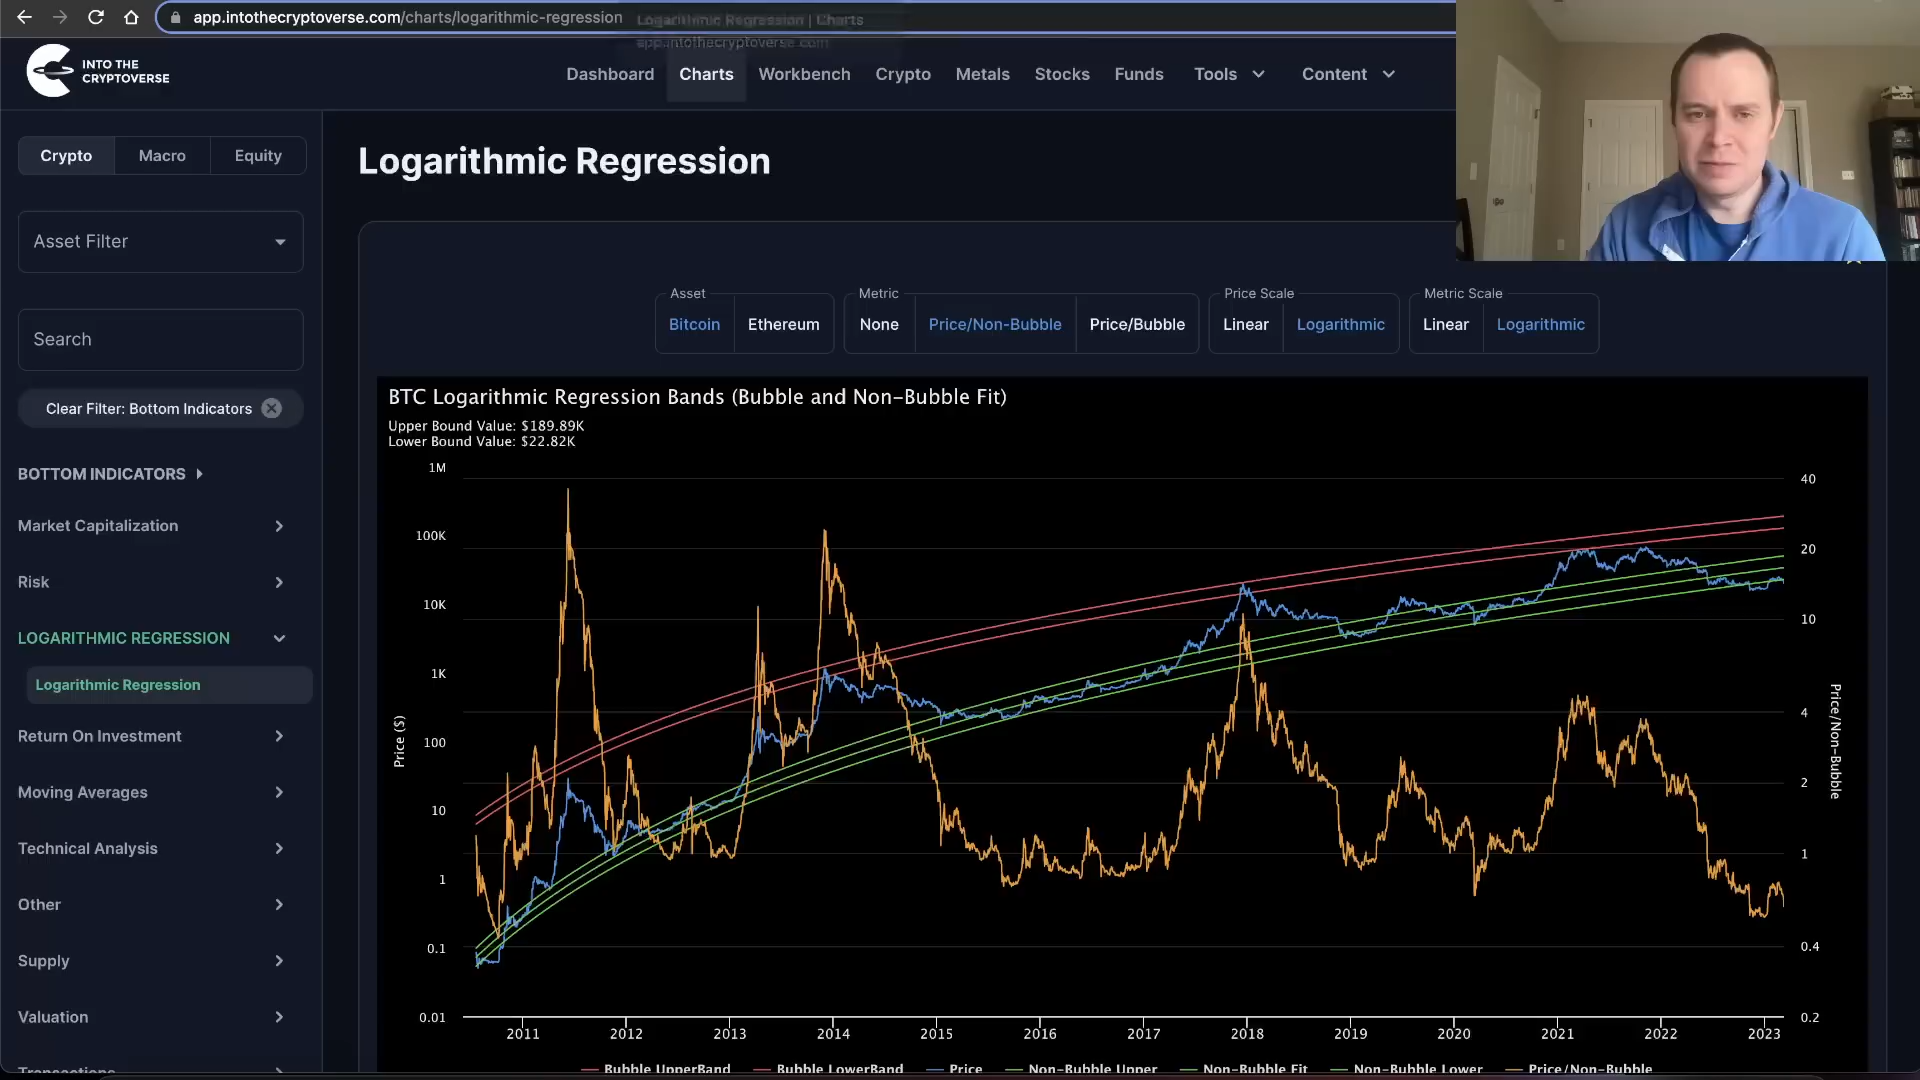 app.intothecryptoverse.com/charts/logarithmic-regression
Logarithmic Regression | Charts
app.intothecryptoverse.com
INTO THE
CRYPTOVERSE
Dashboard Charts Workbench Crypto Metals Stocks Funds Tools Content
Crypto Macro Equity
Logarithmic Regression
Asset Filter
Search
Clear Filter: Bottom Indicators
BOTTOM INDICATORS
Market Capitalization
Risk
LOGARITHMIC REGRESSION
Logarithmic Regression
Return On Investment
Moving Averages
Technical Analysis
Other
Supply
Valuation
Transactions
Asset Metric Price Scale Metric Scale
Bitcoin Ethereum None Price/Non-Bubble Price/Bubble Linear Logarithmic Linear Logarithmic
BTC Logarithmic Regression Bands (Bubble and Non-Bubble Fit)
Upper Bound Value: $189.89K
Lower Bound Value: $22.82K
1M
100K
10K
1K
100
10
1
0.1
0.01
Price ($)
40
20
10
4
2
1
0.4
0.2
Price/Non-Bubble
2011 2012 2013 2014 2015 2016 2017 2018 2019 2020 2021 2022 2023
Bubble UpperBand Bubble LowerBand Price Non-Bubble Upper Non-Bubble Fit Non-Bubble Lower Price/Non-Bubble